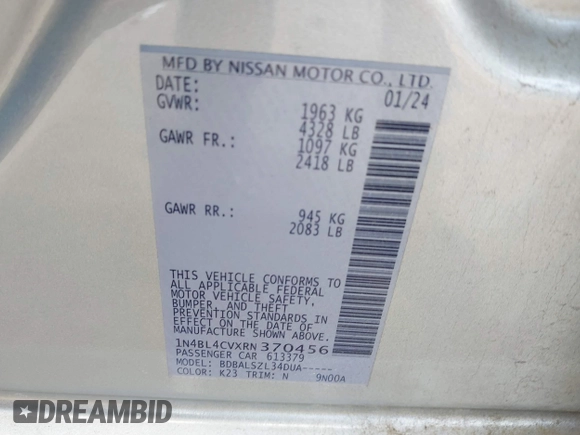 MFD BY NISSAN MOTOR CO., LTD.
DATE: 01/24
GVWR: 1963 KG
4328 LB
GAWR FR.: 1097 KG
2418 LB
GAWR RR.: 945 KG
2083 LB
THIS VEHICLE CONFORMS TO
ALL APPLICABLE FEDERAL
MOTOR VEHICLE SAFETY,
BUMPER, AND THEFT
PREVENTION STANDARDS IN
EFFECT ON THE DATE OF
MANUFACTURE SHOWN ABOVE.
1N4BL4CVXRN370456
PASSENGER CAR 613379
MODEL: BDBALSZL34DUA-----
COLOR: K23 TRIM: N 9N00A
DREAMBID
DREAMBID